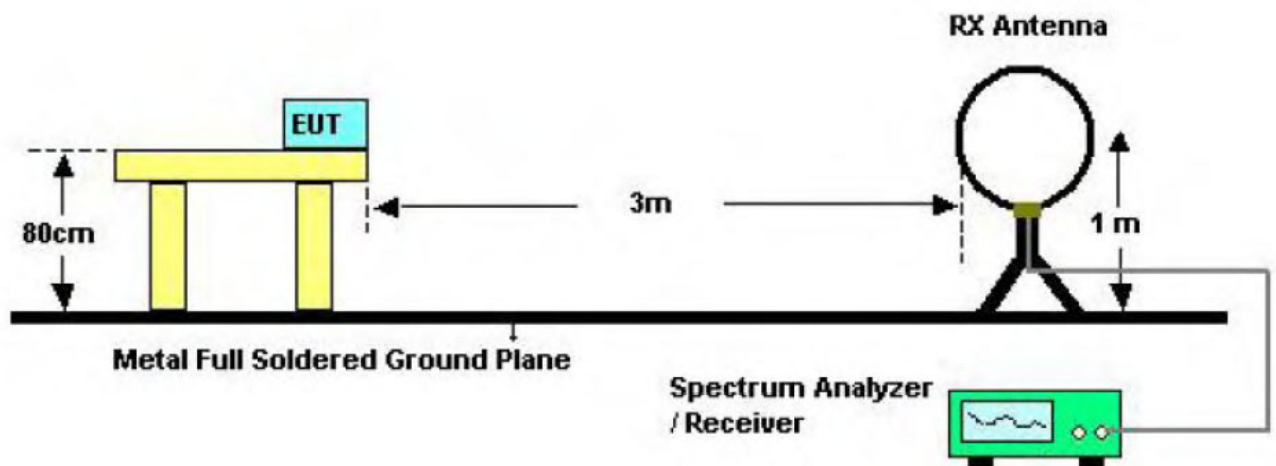 RX Antenna
EUT
80cm
3m
1 m
Metal Full Soldered Ground Plane
Spectrum Analyzer
/ Receiver